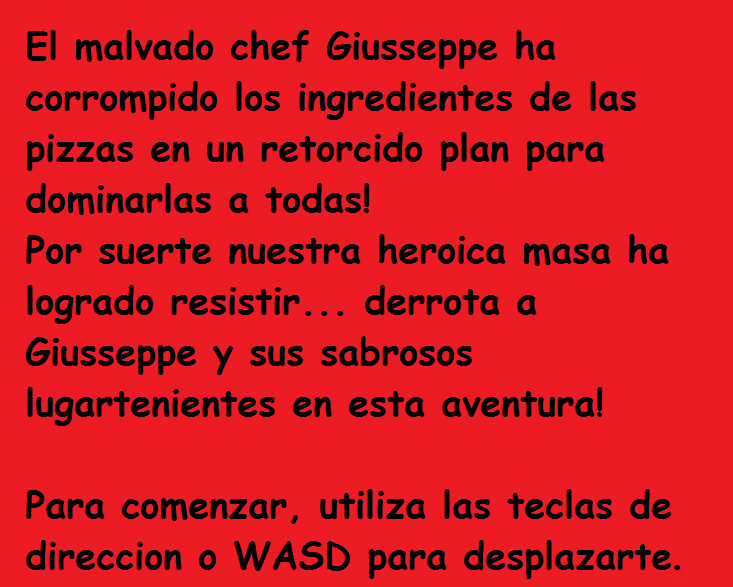 El malvado chef Giusseppe ha
corrompido los ingredientes de las
pizzas en un retorcido plan para
dominarlas a todas!
Por suerte nuestra heroica masa ha
logrado resistir... derrota a
Giusseppe y sus sabrosos
lugartenientes en esta aventura!
Para comenzar, utiliza las teclas de
direccion o WASD para desplazarte.